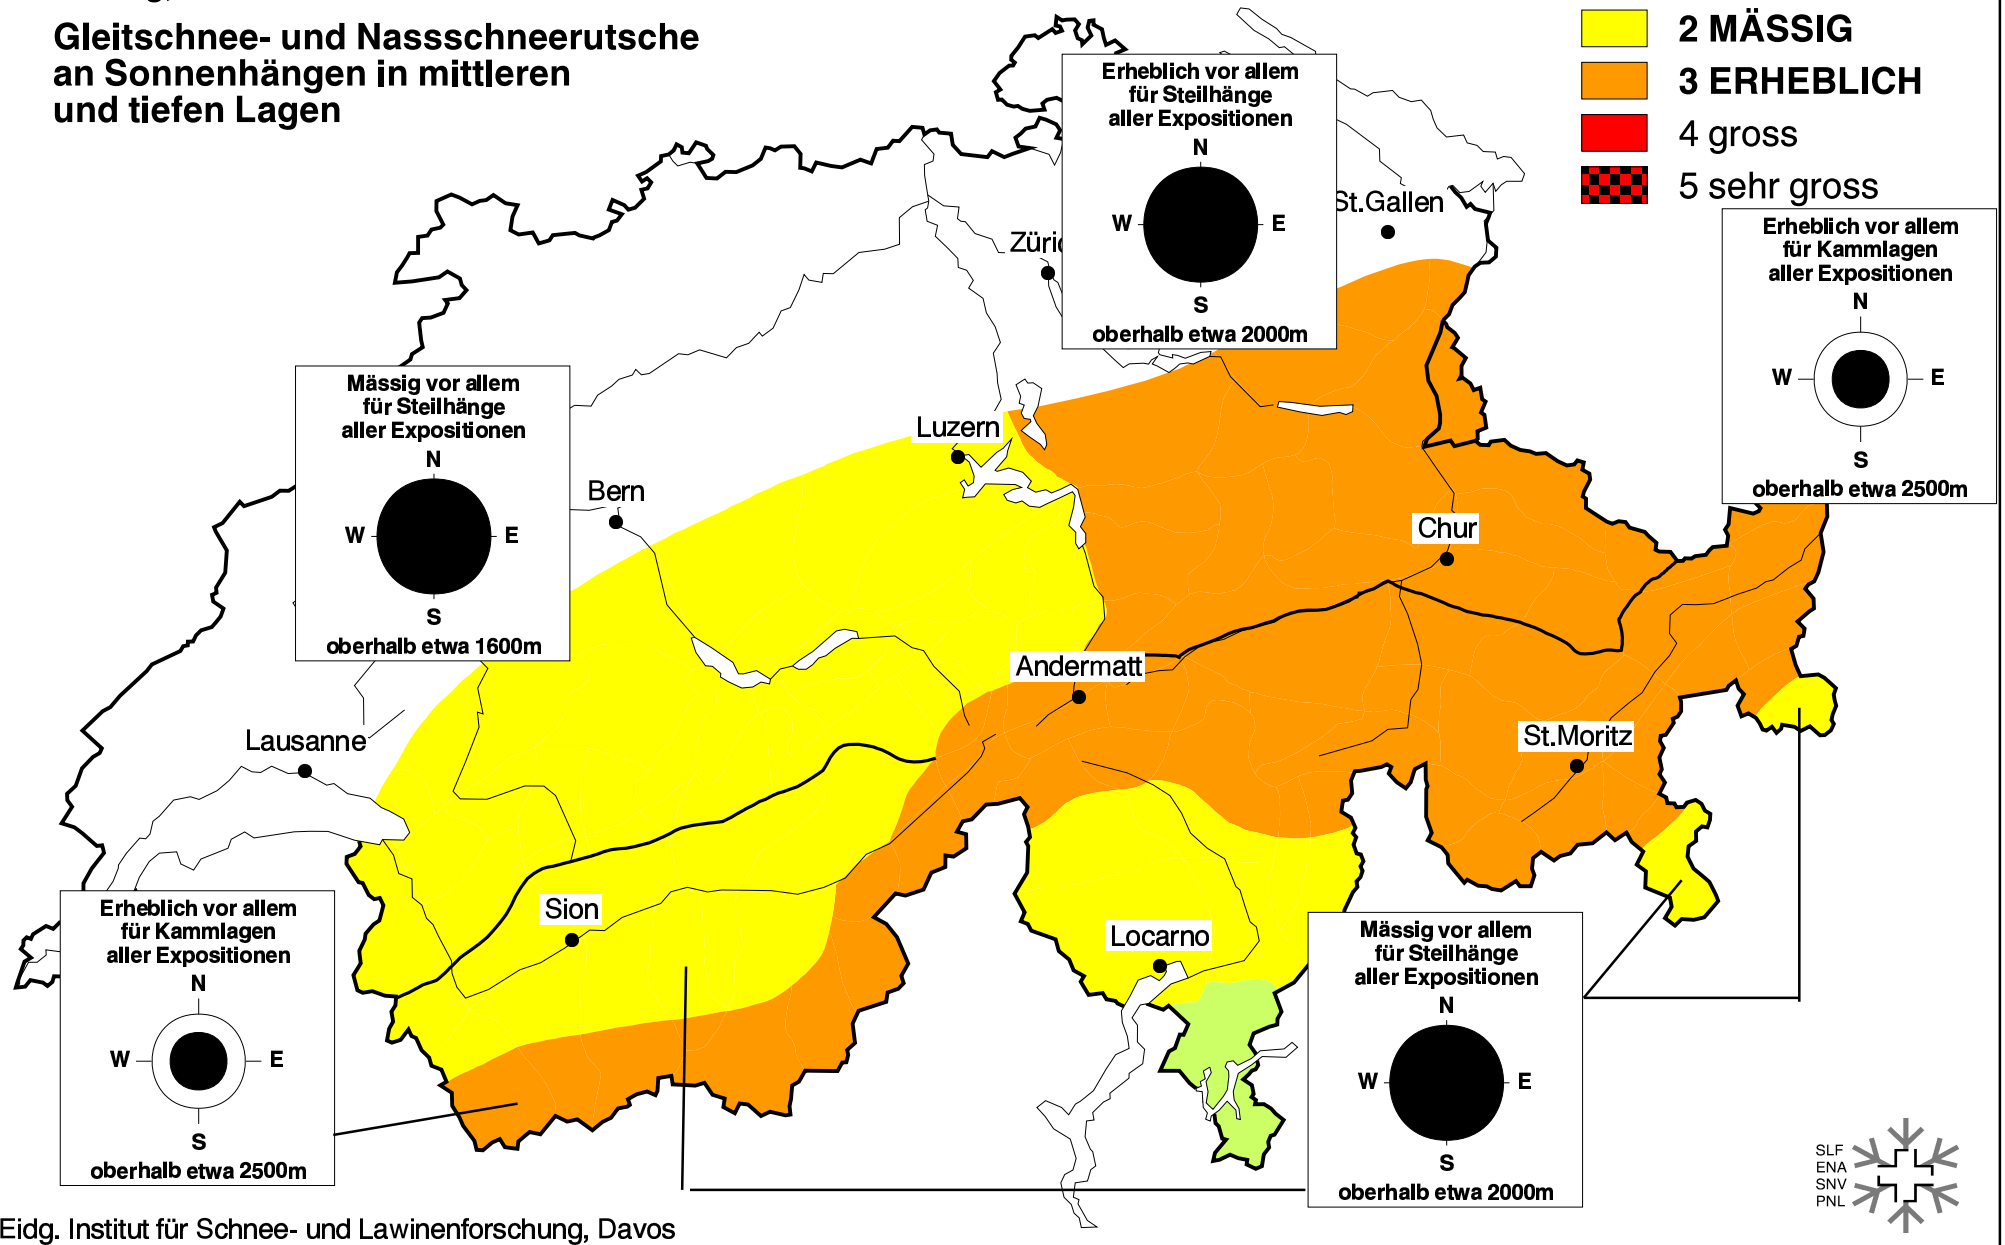 Gleitschnee- und Nassschneerutsche
an Sonnenhängen in mittleren
und tiefen Lagen
2 MÄSSIG
3 ERHEBLICH
4 gross
5 sehr gross
Erheblich vor allem
für Steilhänge
aller Expositionen
N
W E
S
oberhalb etwa 2000m
St.Gallen
Züric
Erheblich vor allem
für Kammlagen
aller Expositionen
N
W E
S
oberhalb etwa 2500m
Mässig vor allem
für Steilhänge
aller Expositionen
N
W E
S
oberhalb etwa 1600m
Luzern
Bern
Chur
Andermatt
St.Moritz
Lausanne
Sion
Locarno
Erheblich vor allem
für Kammlagen
aller Expositionen
N
W E
S
oberhalb etwa 2500m
Mässig vor allem
für Steilhänge
aller Expositionen
N
W E
S
oberhalb etwa 2000m
SLF
ENA
SNV
PNL
Eidg. Institut für Schnee- und Lawinenforschung, Davos